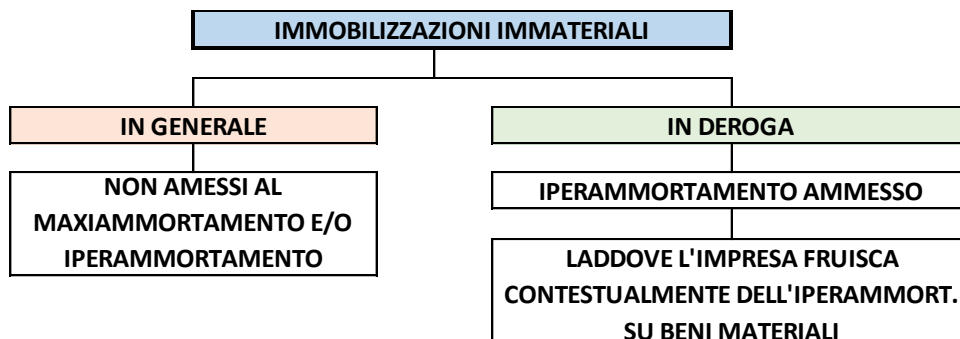 IMMOBILIZZAZIONI IMMATERIALI
IN GENERALE
NON AMESSI AL
MAXIAMMORTAMENTO E/O
IPERAMMORTAMENTO
IN DEROGA
IPERAMMORTAMENTO AMMESSO
LADDOVE L'IMPRESA FRUISCA
CONTESTUALMENTE DELL'IPERAMMORT.
SU BENI MATERIALI